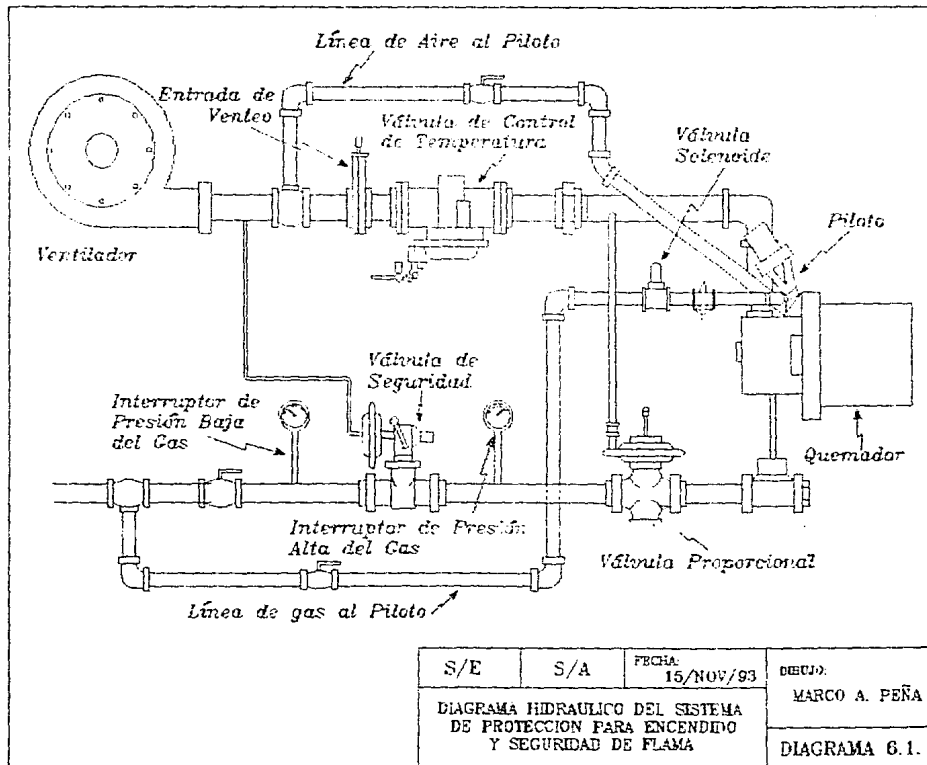 Línea de Aire al Piloto
Entrada de
Venteo
Válvula de Control
de Temperatura
Válvula
Solenoide
Piloto
Ventilador
Válvula de
Seguridad
Interruptor de
Presión Baja
del Gas
Quemador
Interruptor de Presión
Alta del Gas
Válvula Proporcional
Línea de gas al Piloto
S/E
S/A
FECHA:
15/NOV/93
DIBUJO:
MARCO A. PEÑA
DIAGRAMA HIDRAULICO DEL SISTEMA
DE PROTECCION PARA ENCENDIDO
Y SEGURIDAD DE FLAMA
DIAGRAMA 6.1.